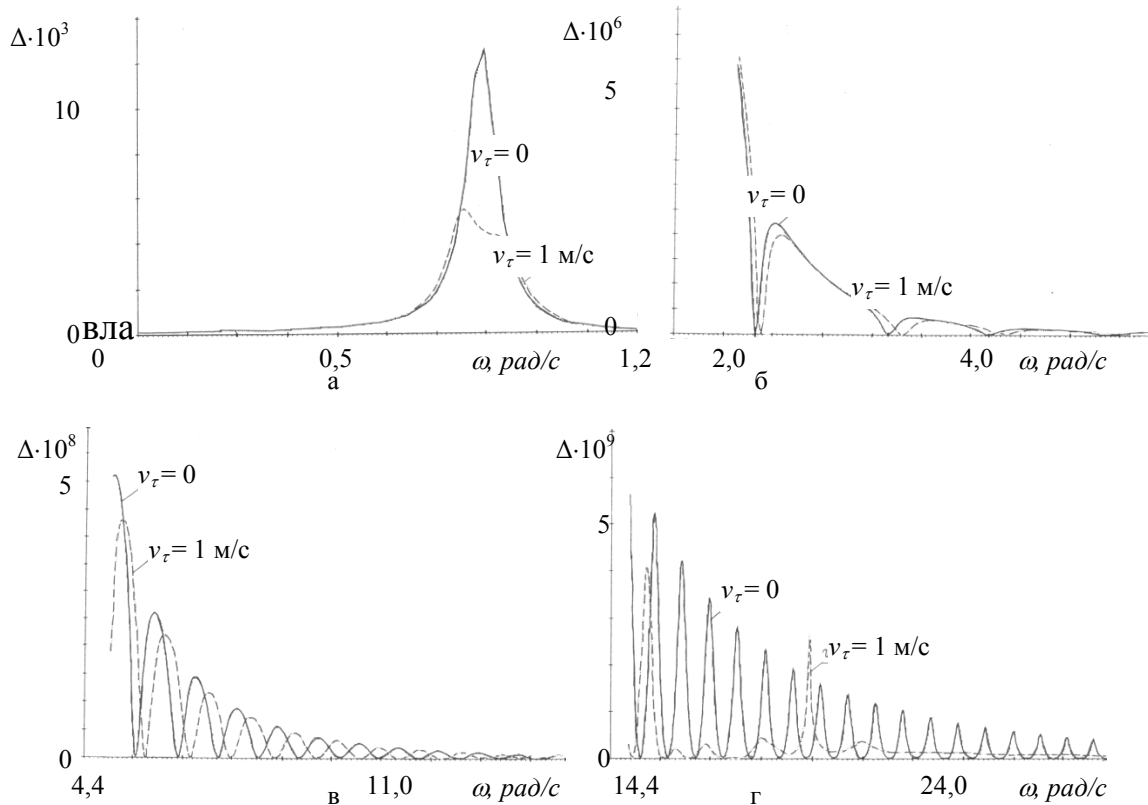 Δ·10³
10
v_τ = 0
v_τ = 1 м/с
0
вла
0
0,5
1,2
ω, рад/с
а
Δ·10⁶
5
v_τ = 0
v_τ = 1 м/с
0
2,0
4,0
ω, рад/с
б
Δ·10⁸
5
v_τ = 0
v_τ = 1 м/с
0
4,4
11,0
ω, рад/с
в
Δ·10⁹
5
v_τ = 0
v_τ = 1 м/с
0
14,4
24,0
ω, рад/с
г